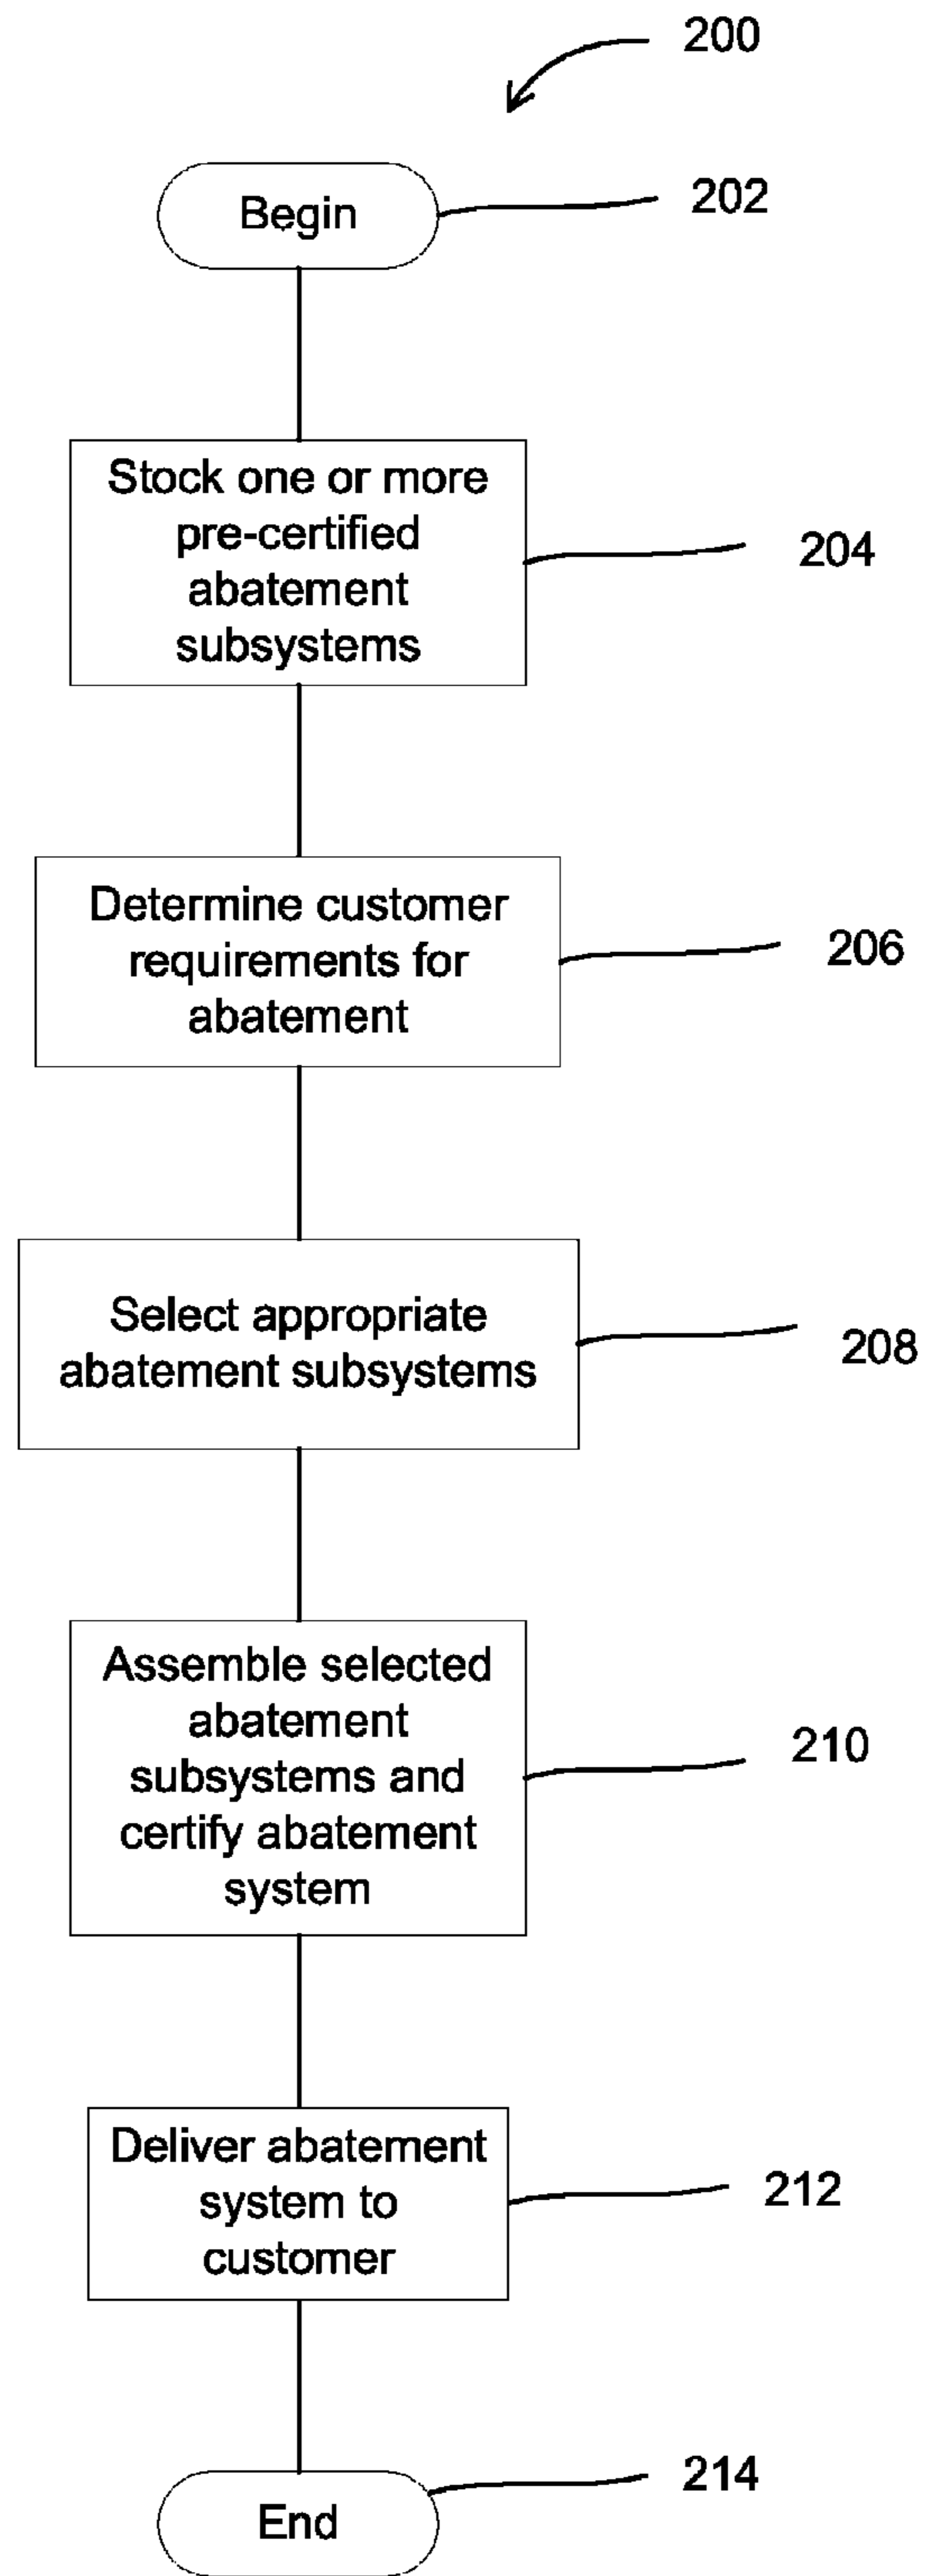 200
Begin
202
Stock one or more
pre-certified
abatement
subsystems
204
Determine customer
requirements for
abatement
206
Select appropriate
abatement subsystems
208
Assemble selected
abatement
subsystems and
certify abatement
system
210
Deliver abatement
system to
customer
212
End
214